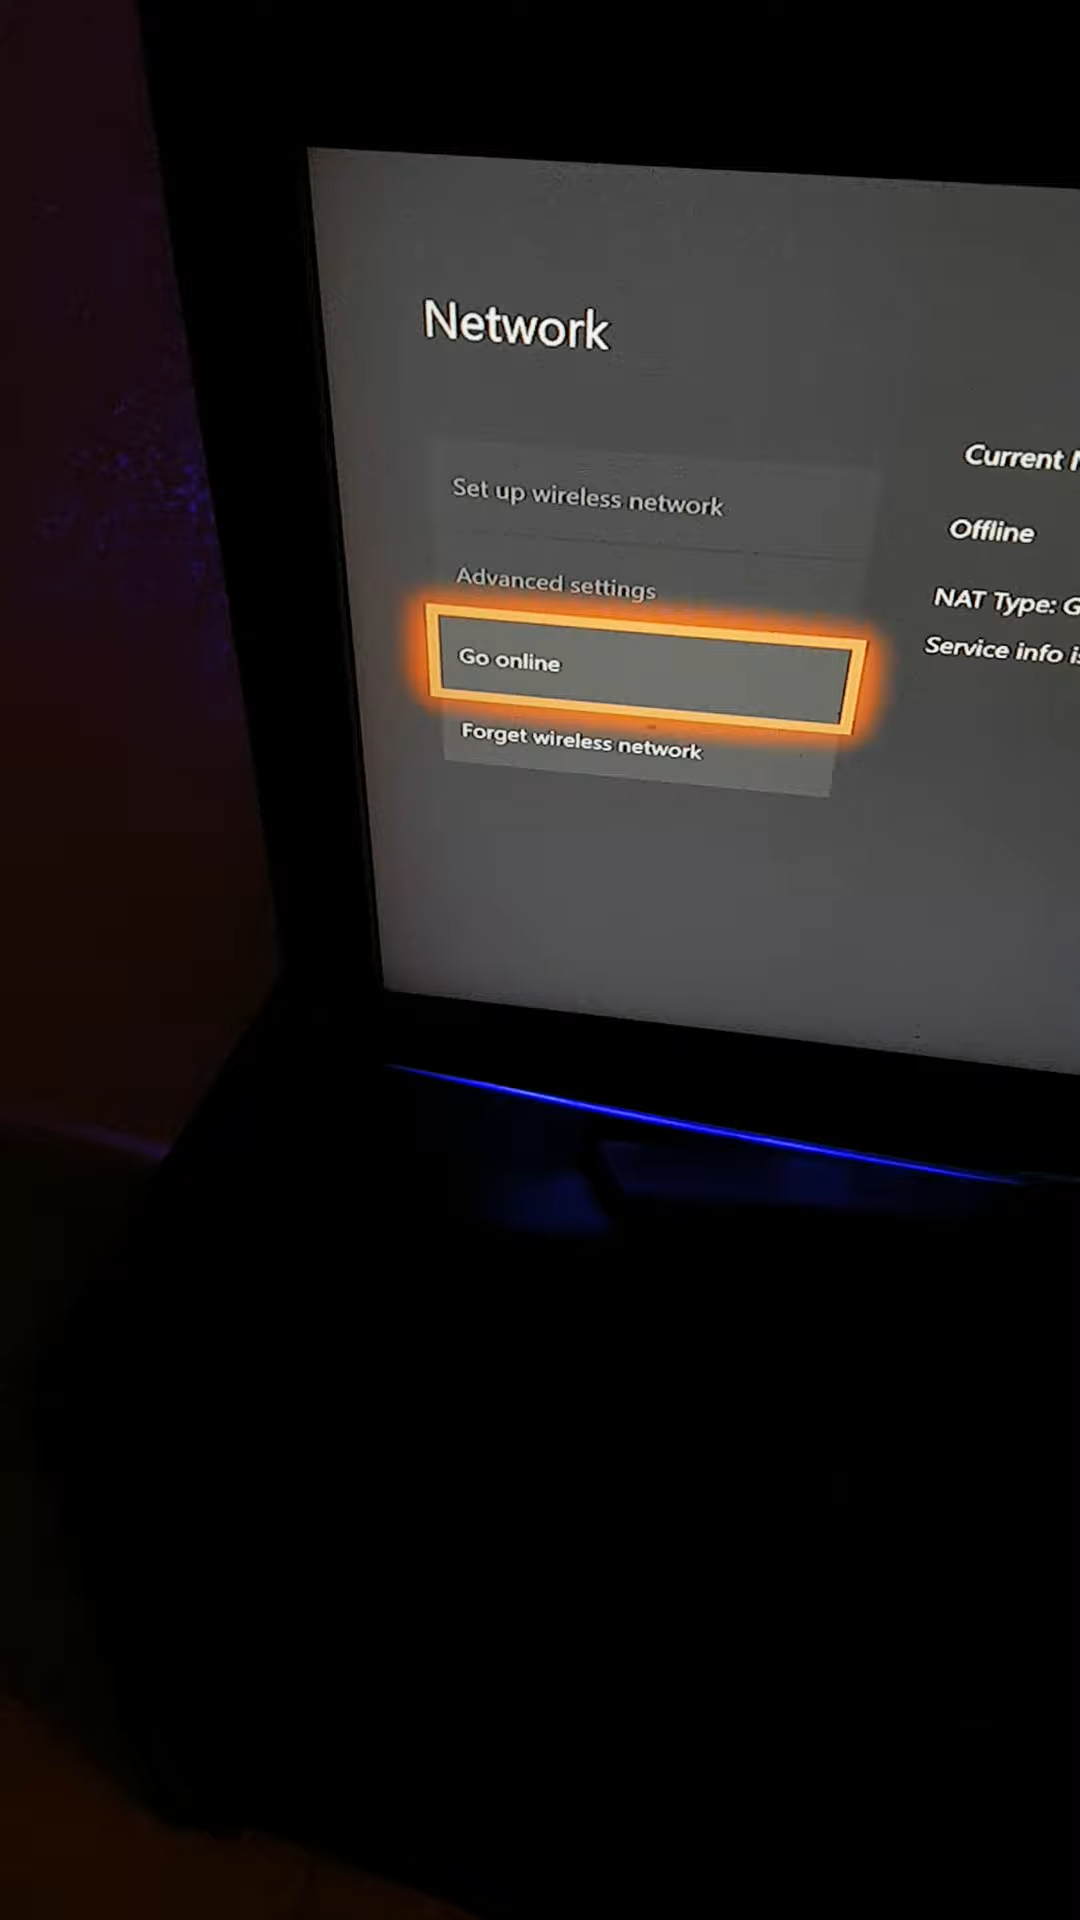 Network
Set up wireless network
Advanced settings
Go online
Forget wireless network
Current
Offline
NAT Type:
Service info